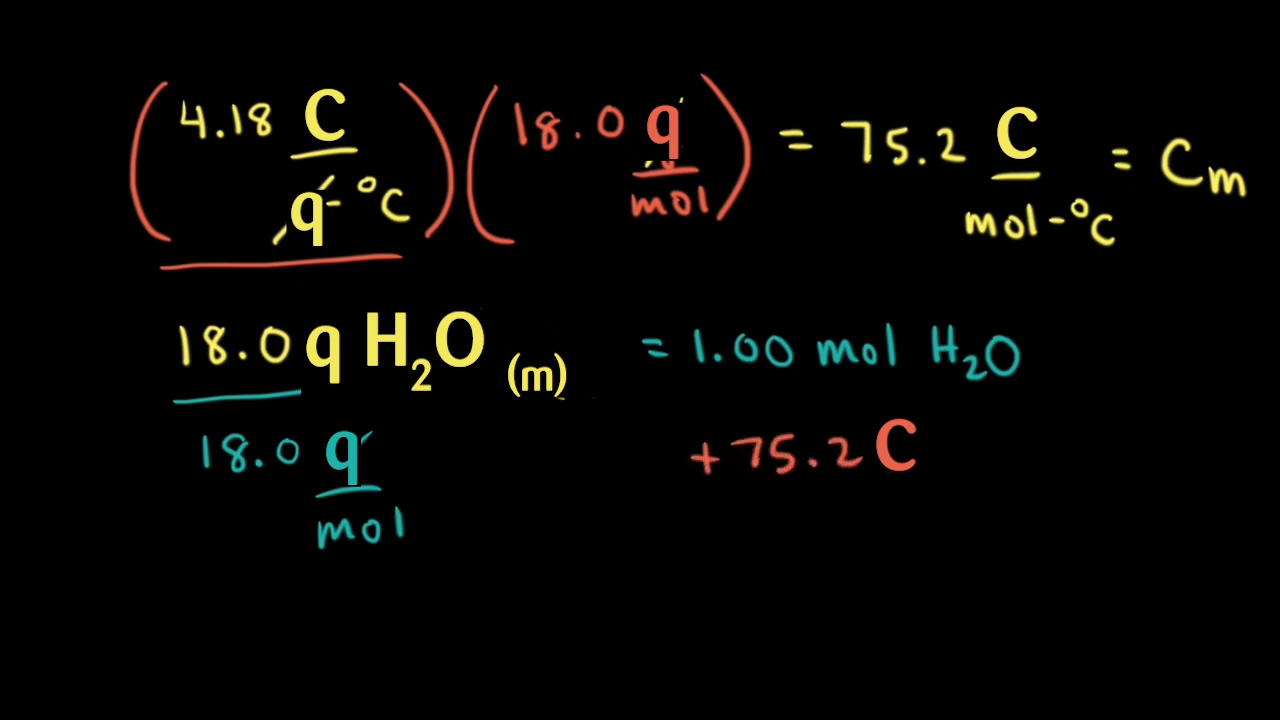 (4.18 C/q-°C)(18.0 q/mol) = 75.2 C/mol-°C = Cm
18.0 q H₂O (m) = 1.00 mol H₂O
18.0 q/mol +75.2 C